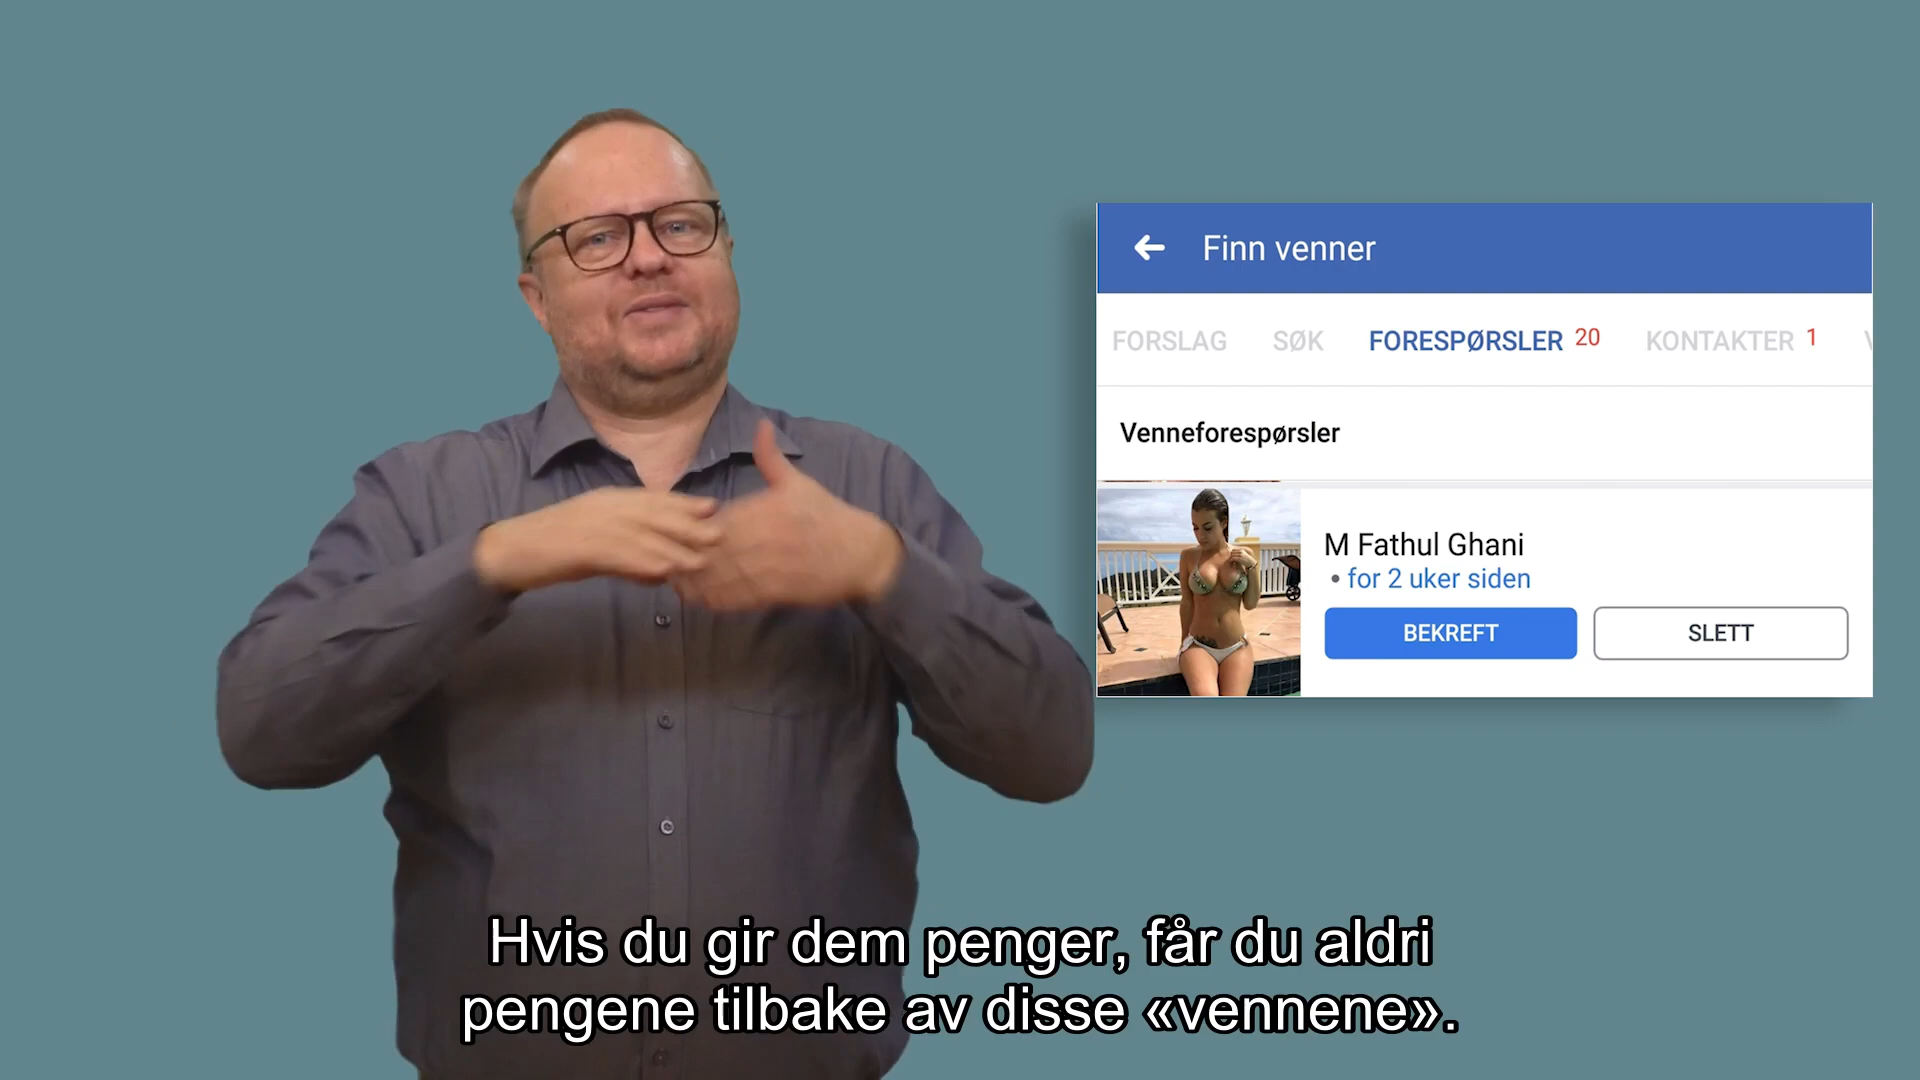 Finn venner
FORSLAG SØK FORESPØRSLER 20 KONTAKTER 1
Venneforespørsler
M Fathul Ghani
• for 2 uker siden
BEKREFT SLETT
Hvis du gir dem penger, får du aldri
pengene tilbake av disse «vennene».